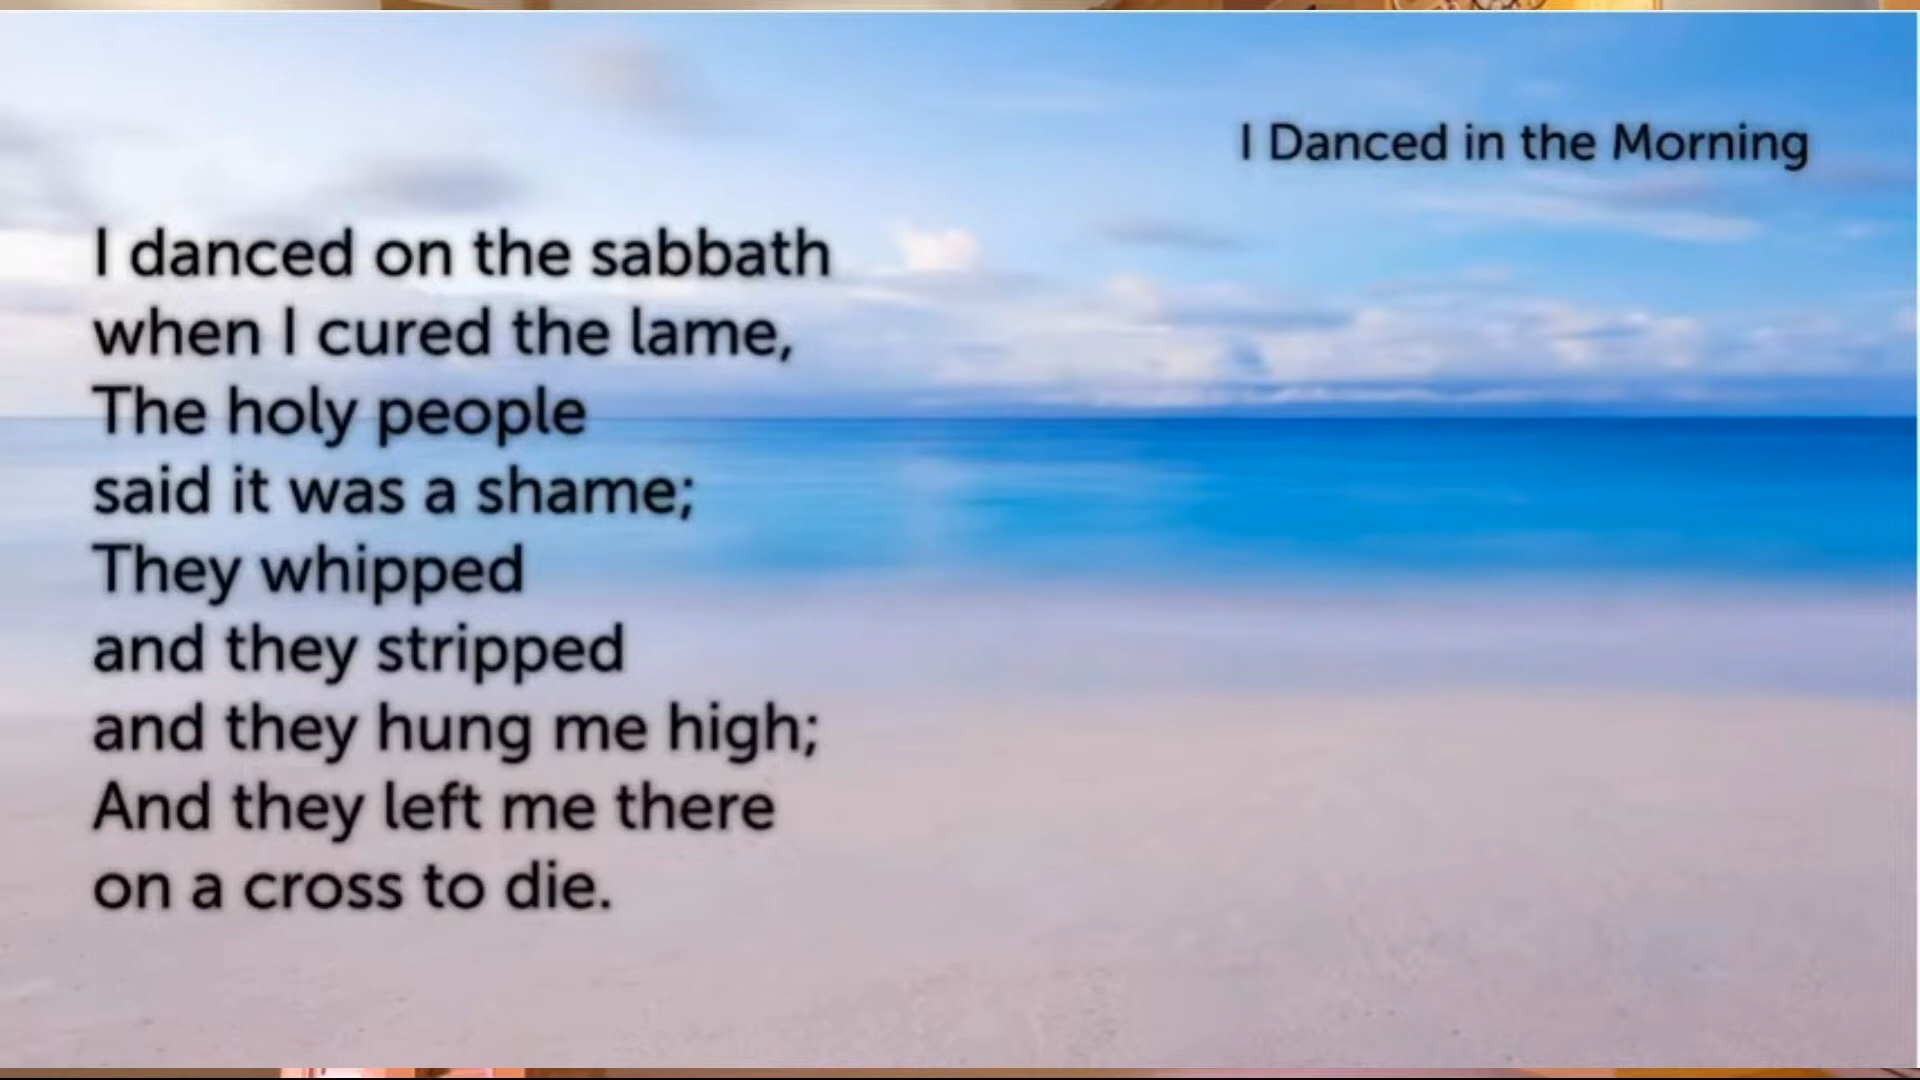 I Danced in the Morning
I danced on the sabbath
when I cured the lame,
The holy people
said it was a shame;
They whipped
and they stripped
and they hung me high;
And they left me there
on a cross to die.